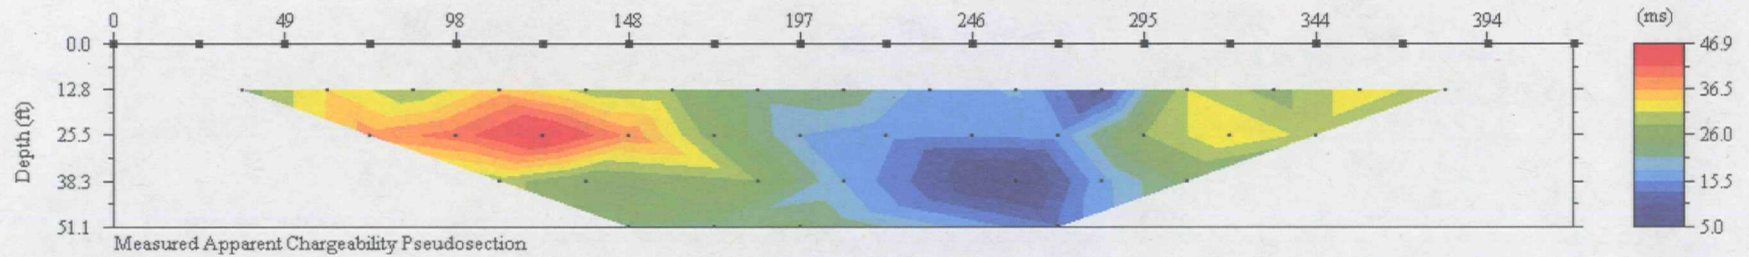 0 49 98 148 197 246 295 344 394 (ms)
0.0 46.9
12.8 36.5
25.5 26.0
38.3 15.5
51.1 5.0
Depth (ft)
Measured Apparent Chargeability Pseudosection